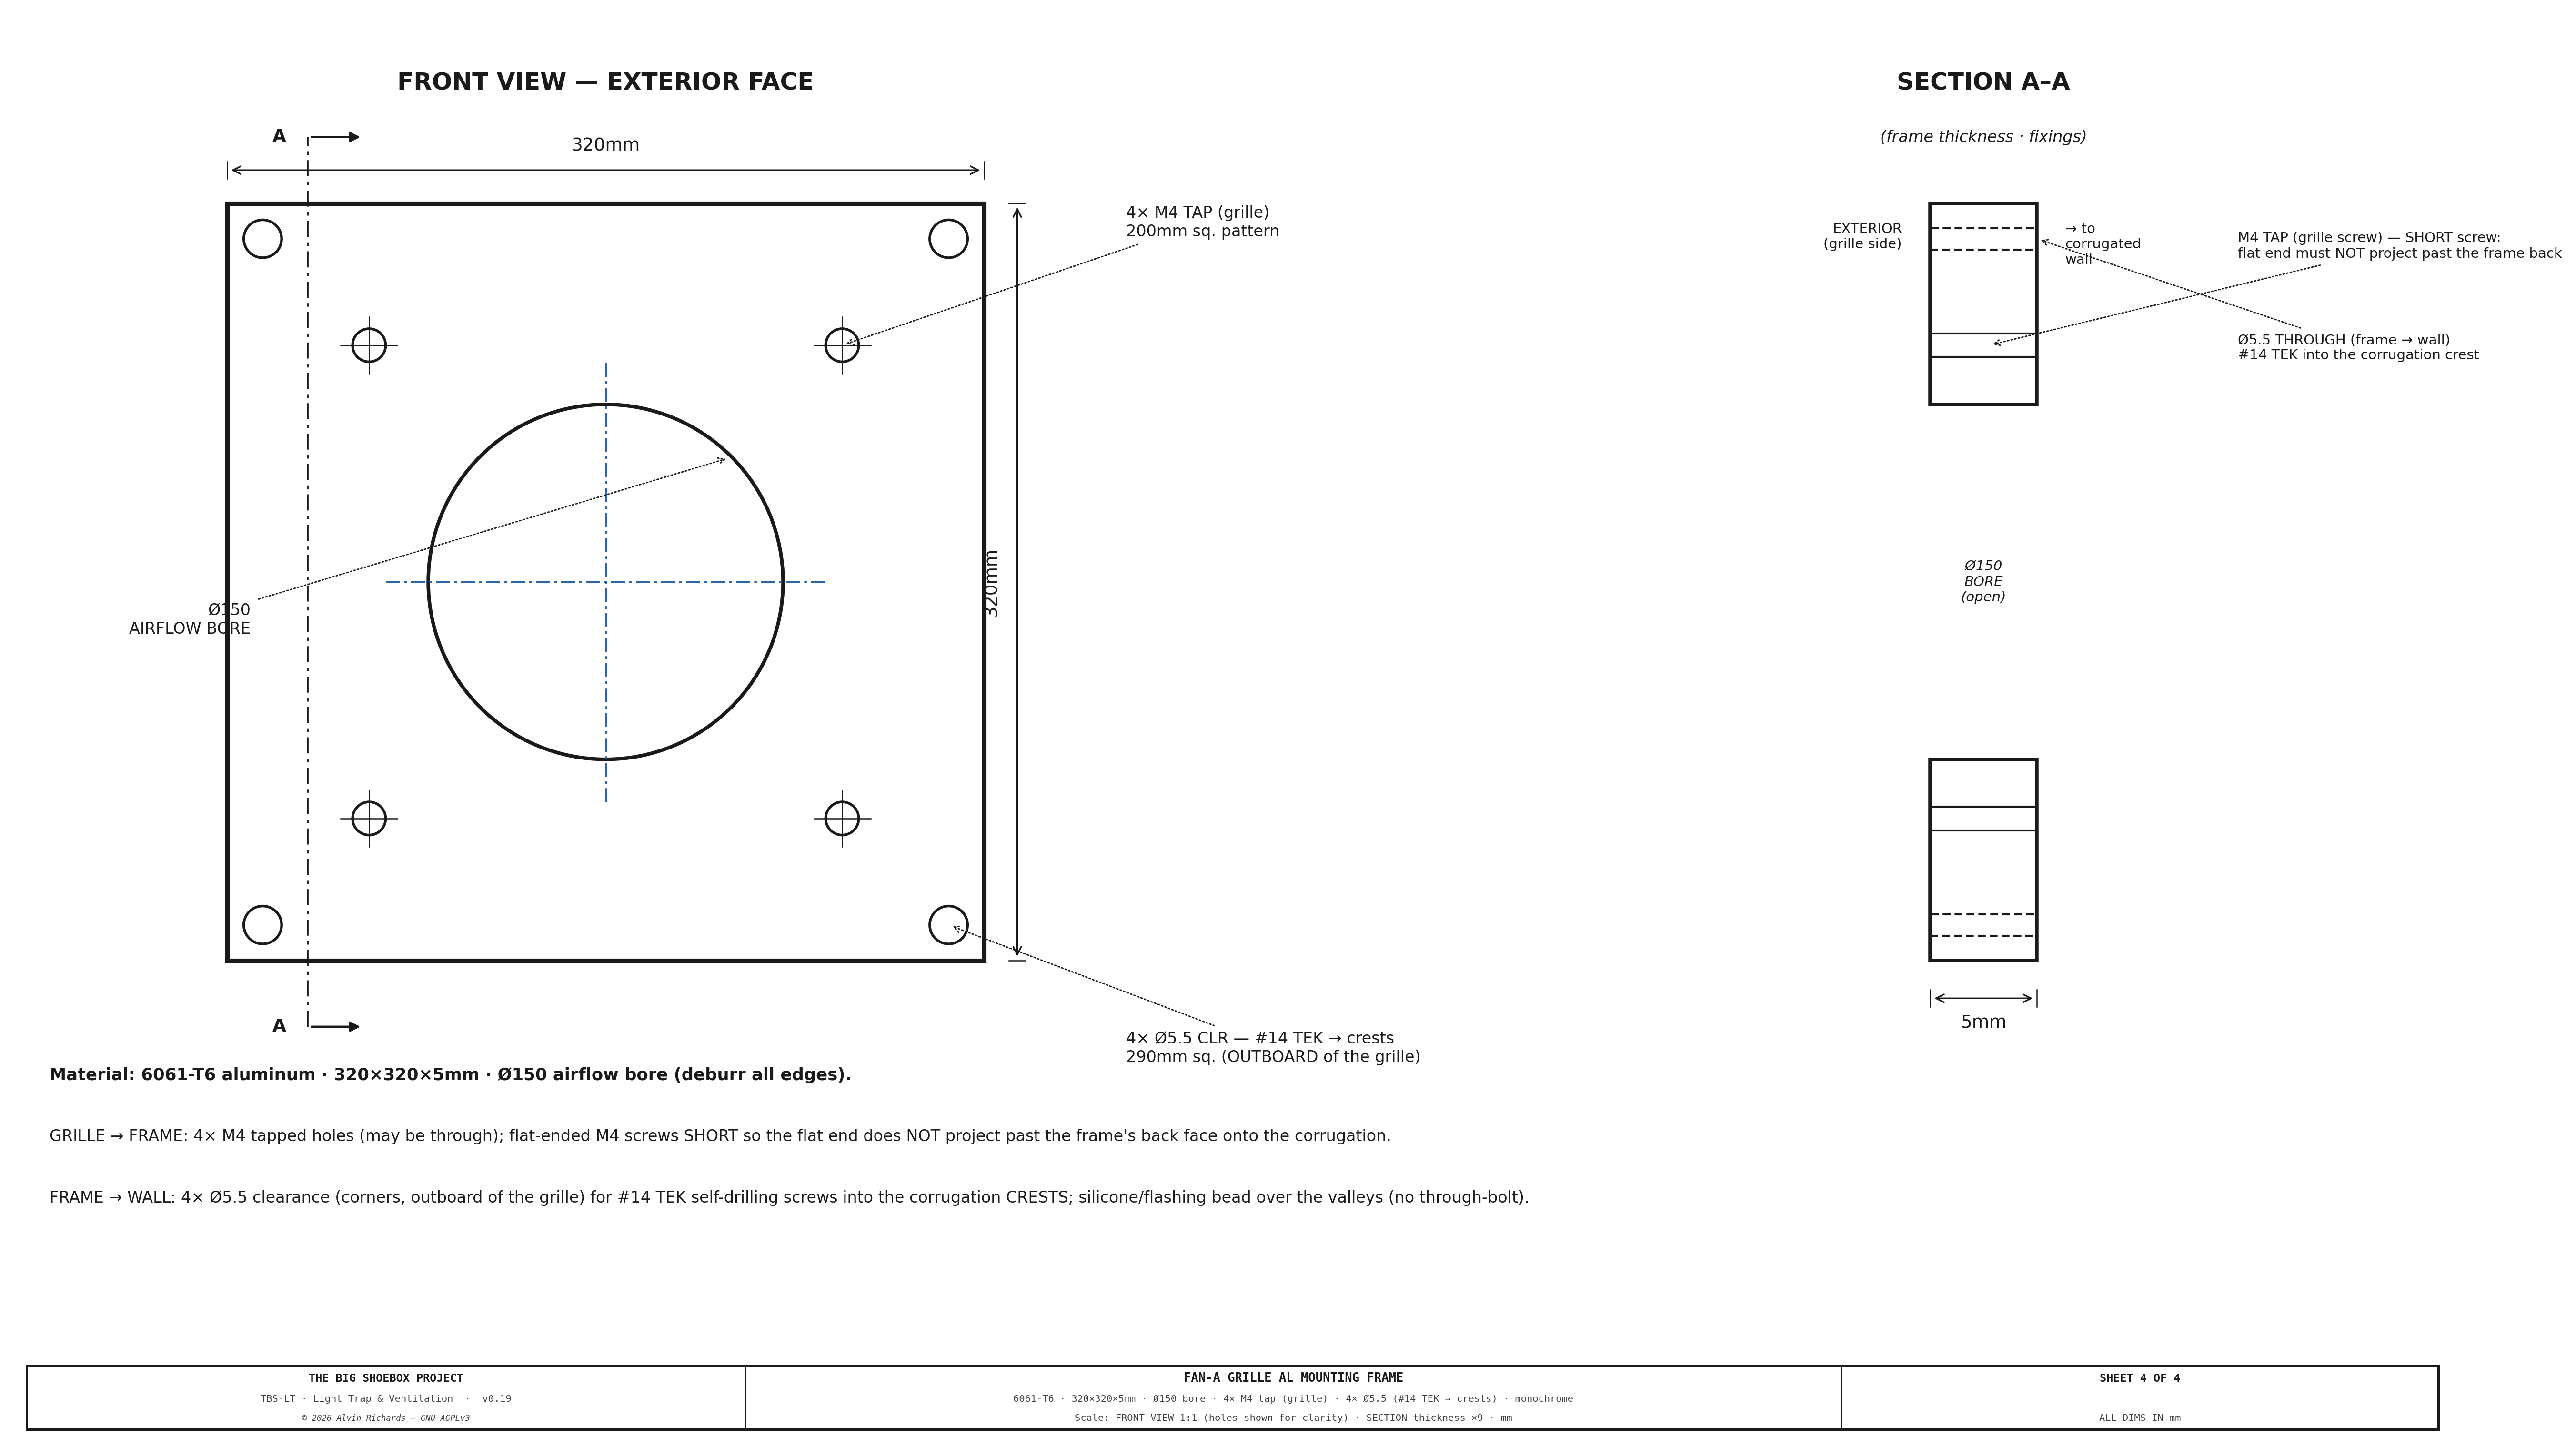 FRONT VIEW — EXTERIOR FACE
A
320mm
4× M4 TAP (grille)
200mm sq. pattern
320mm
Ø150
AIRFLOW BORE
A
4× Ø5.5 CLR — #14 TEK → crests
290mm sq. (OUTBOARD of the grille)
SECTION A–A
(frame thickness · fixings)
EXTERIOR
(grille side)
→ to
corrugated
wall
M4 TAP (grille screw) — SHORT screw:
flat end must NOT project past the frame back
Ø5.5 THROUGH (frame → wall)
#14 TEK into the corrugation crest
Ø150
BORE
(open)
5mm
Material: 6061-T6 aluminum · 320×320×5mm · Ø150 airflow bore (deburr all edges).
GRILLE → FRAME: 4× M4 tapped holes (may be through); flat-ended M4 screws SHORT so the flat end does NOT project past the frame's back face onto the corrugation.
FRAME → WALL: 4× Ø5.5 clearance (corners, outboard of the grille) for #14 TEK self-drilling screws into the corrugation CRESTS; silicone/flashing bead over the valleys (no through-bolt).
THE BIG SHOEBOX PROJECT
TBS-LT · Light Trap & Ventilation · v0.19
© 2026 Alvin Richards — GNU AGPLv3
FAN-A GRILLE AL MOUNTING FRAME
6061-T6 · 320×320×5mm · Ø150 bore · 4× M4 tap (grille) · 4× Ø5.5 (#14 TEK → crests) · monochrome
Scale: FRONT VIEW 1:1 (holes shown for clarity) · SECTION thickness ×9 · mm
SHEET 4 OF 4
ALL DIMS IN mm